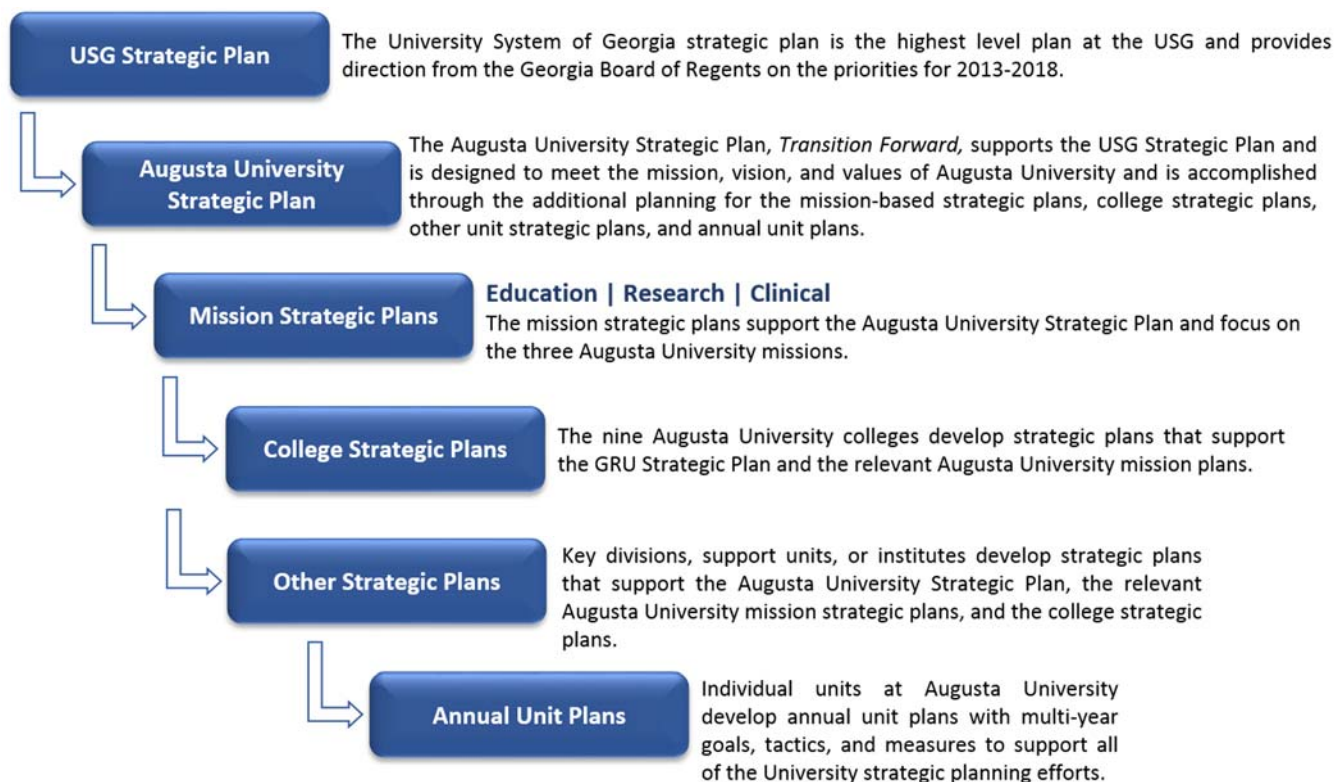 USG Strategic Plan
The University System of Georgia strategic plan is the highest level plan at the USG and provides
direction from the Georgia Board of Regents on the priorities for 2013-2018.
Augusta University
Strategic Plan
The Augusta University Strategic Plan, Transition Forward, supports the USG Strategic Plan and
is designed to meet the mission, vision, and values of Augusta University and is accomplished
through the additional planning for the mission-based strategic plans, college strategic plans,
other unit strategic plans, and annual unit plans.
Mission Strategic Plans
Education | Research | Clinical
The mission strategic plans support the Augusta University Strategic Plan and focus on
the three Augusta University missions.
College Strategic Plans
The nine Augusta University colleges develop strategic plans that support
the GRU Strategic Plan and the relevant Augusta University mission plans.
Other Strategic Plans
Key divisions, support units, or institutes develop strategic plans
that support the Augusta University Strategic Plan, the relevant
Augusta University mission strategic plans, and the college strategic
plans.
Annual Unit Plans
Individual units at Augusta University
develop annual unit plans with multi-year
goals, tactics, and measures to support all
of the University strategic planning efforts.